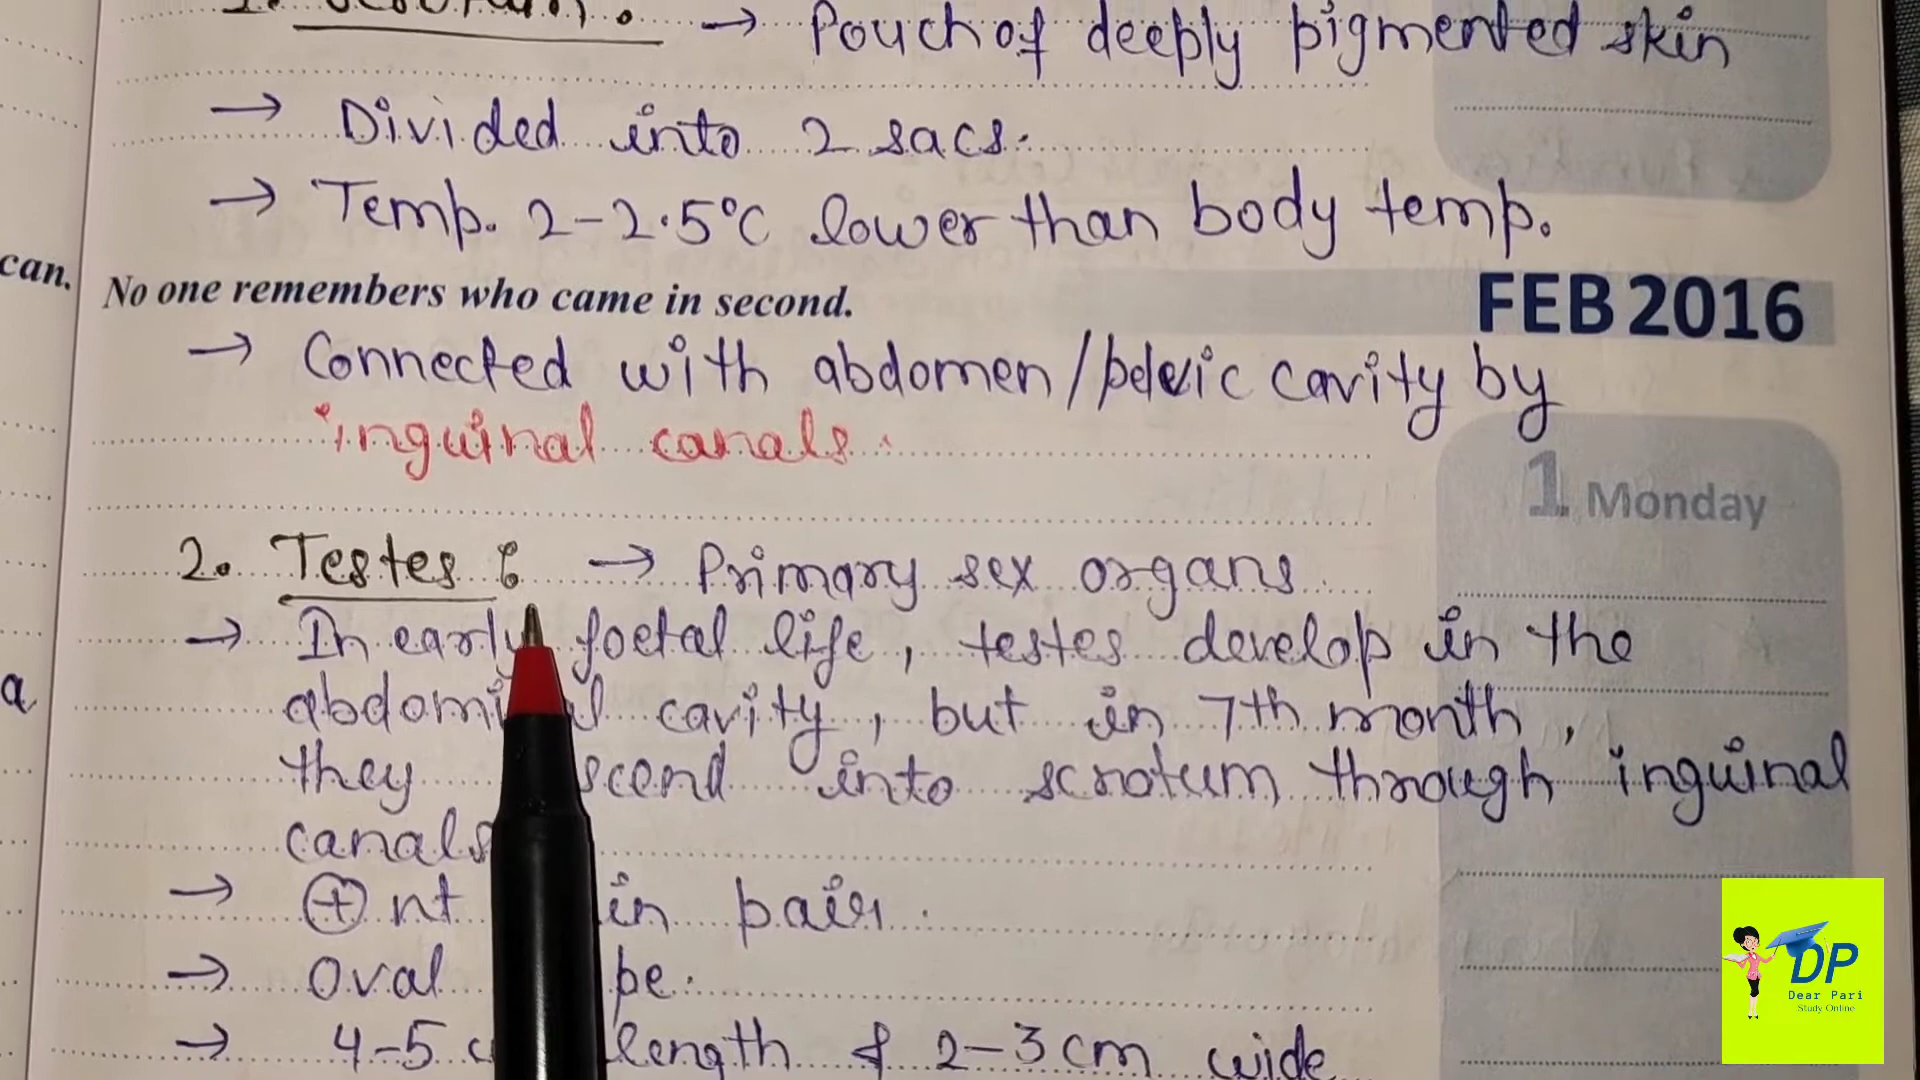 → Pouch of deeply pigmented skin
→ Divided into 2 sacs.
→ Temp. 2-2.5°C lower than body temp.
can.
No one remembers who came in second.
FEB 2016
→ Connected with abdomen/pelvic cavity by
inguinal canals.
1 Monday
2. Testes : → Primary sex organs
→ In early foetal life, testes develop in the
a
abdomi l cavity, but in 7th month,
they scend into scrotum through inguinal
canals
→ ⊕nt in pair.
→ Oval pe.
→ 4-5 c length & 2-3 cm wide
DP
Dear Pari
Study Online